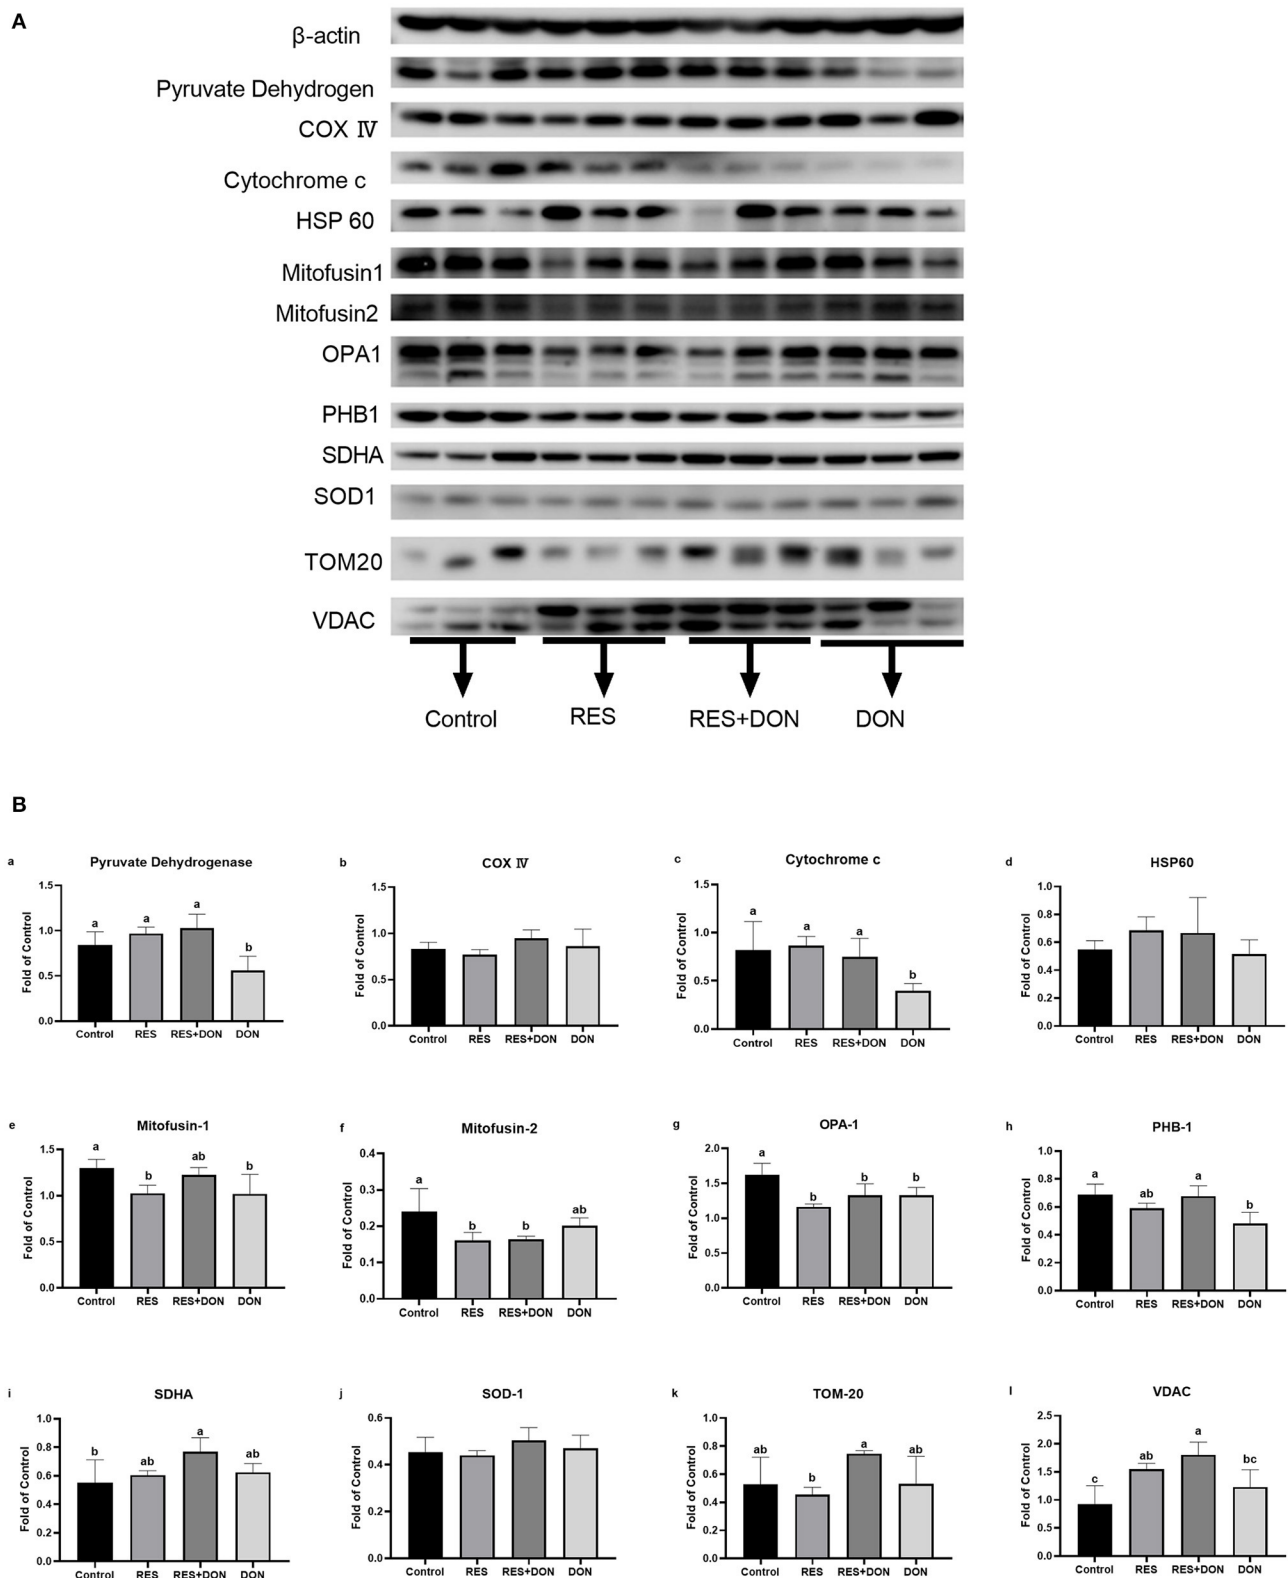 A
β-actin
Pyruvate Dehydrogen
COX Ⅳ
Cytochrome c
HSP 60
Mitofusin1
Mitofusin2
OPA1
PHB1
SDHA
SOD1
TOM20
VDAC
Control RES RES+DON DON
B
a Pyruvate Dehydrogenase
Fold of Control
1.5
1.0
0.5
0.0
a a a b
Control RES RES+DON DON
b COX Ⅳ
Fold of Control
1.5
1.0
0.5
0.0
Control RES RES+DON DON
c Cytochrome c
Fold of Control
1.5
1.0
0.5
0.0
a a a b
Control RES RES+DON DON
d HSP60
Fold of Control
1.0
0.8
0.6
0.4
0.2
0.0
Control RES RES+DON DON
e Mitofusin-1
Fold of Control
1.5
1.0
0.5
0.0
a b ab b
Control RES RES+DON DON
f Mitofusin-2
Fold of Control
0.4
0.3
0.2
0.1
0.0
a b b ab
Control RES RES+DON DON
g OPA-1
Fold of Control
2.0
1.5
1.0
0.5
0.0
a b b b
Control RES RES+DON DON
h PHB-1
Fold of Control
1.0
0.8
0.6
0.4
0.2
0.0
a ab a b
Control RES RES+DON DON
i SDHA
Fold of Control
1.0
0.8
0.6
0.4
0.2
0.0
b ab a ab
Control RES RES+DON DON
j SOD-1
Fold of Control
0.6
0.4
0.2
0.0
Control RES RES+DON DON
k TOM-20
Fold of Control
1.0
0.8
0.6
0.4
0.2
0.0
ab b a ab
Control RES RES+DON DON
l VDAC
Fold of Control
2.5
2.0
1.5
1.0
0.5
0.0
c ab a bc
Control RES RES+DON DON